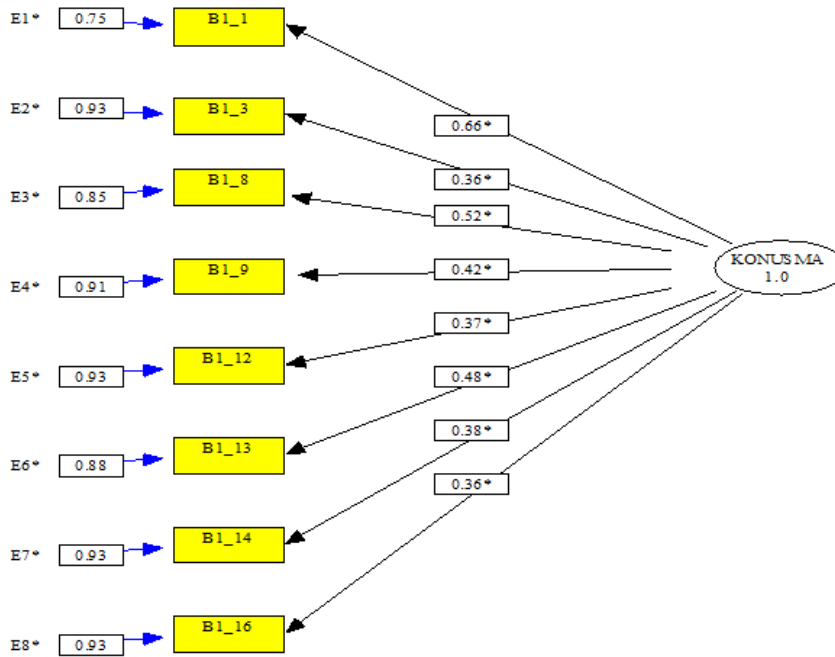 E1* 0.75 B1_1
E2* 0.93 B1_3
0.66*
E3* 0.85 B1_8
0.36*
0.52*
E4* 0.91 B1_9
0.42*
KONUSMA
1.0
0.37*
E5* 0.93 B1_12
0.48*
E6* 0.88 B1_13
0.38*
0.36*
E7* 0.93 B1_14
E8* 0.93 B1_16